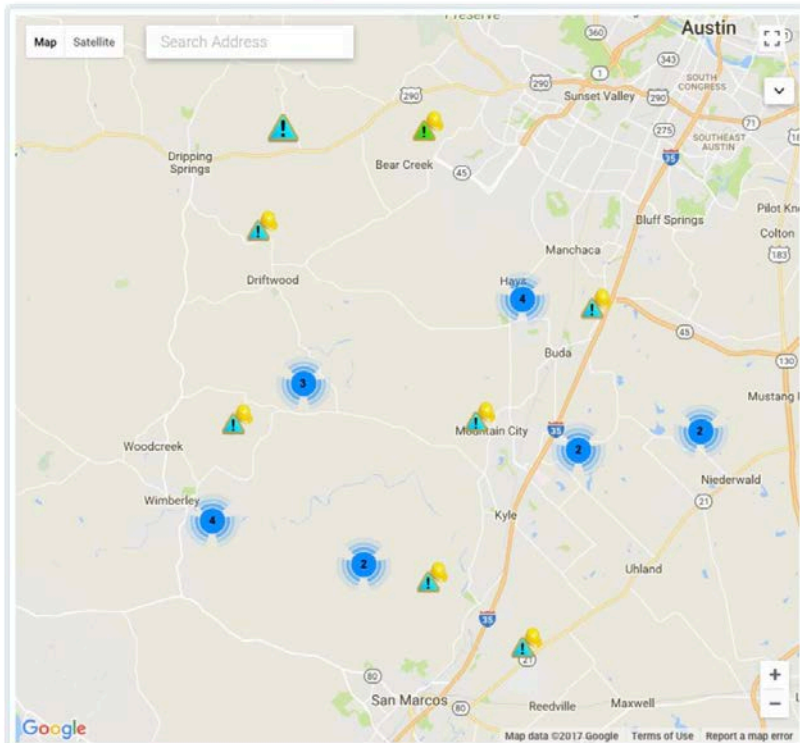 Preserve
Austin
Map
Satellite
Search Address
360
343
1
SOUTH
CONGRESS
290
290
Sunset Valley
290
71
275
SOUTHEAST
AUSTIN
35
Dripping
Springs
Bear Creek
45
Bluff Springs
Pilot Kn
Colton
183
Manchaca
Driftwood
Hays
4
45
Buda
130
3
Mustang
Mountain City
35
2
2
Woodcreek
Niederwald
Wimberley
21
4
Kyle
2
Uhland
35
21
80
San Marcos
80
Reedville
Maxwell
+
−
Google
Map data ©2017 Google
Terms of Use
Report a map error